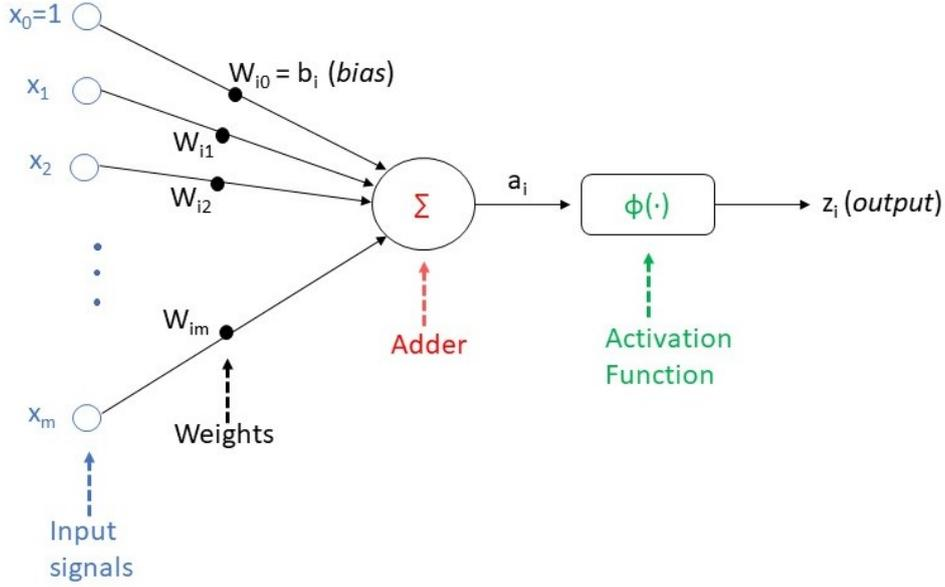 x₀=1
Wᵢ₀ = bᵢ (bias)
x₁
Wᵢ₁
x₂
Wᵢ₂
Σ
aᵢ
ϕ(·)
zᵢ (output)
Wᵢₘ
Adder
Activation
Function
xₘ
Weights
Input
signals